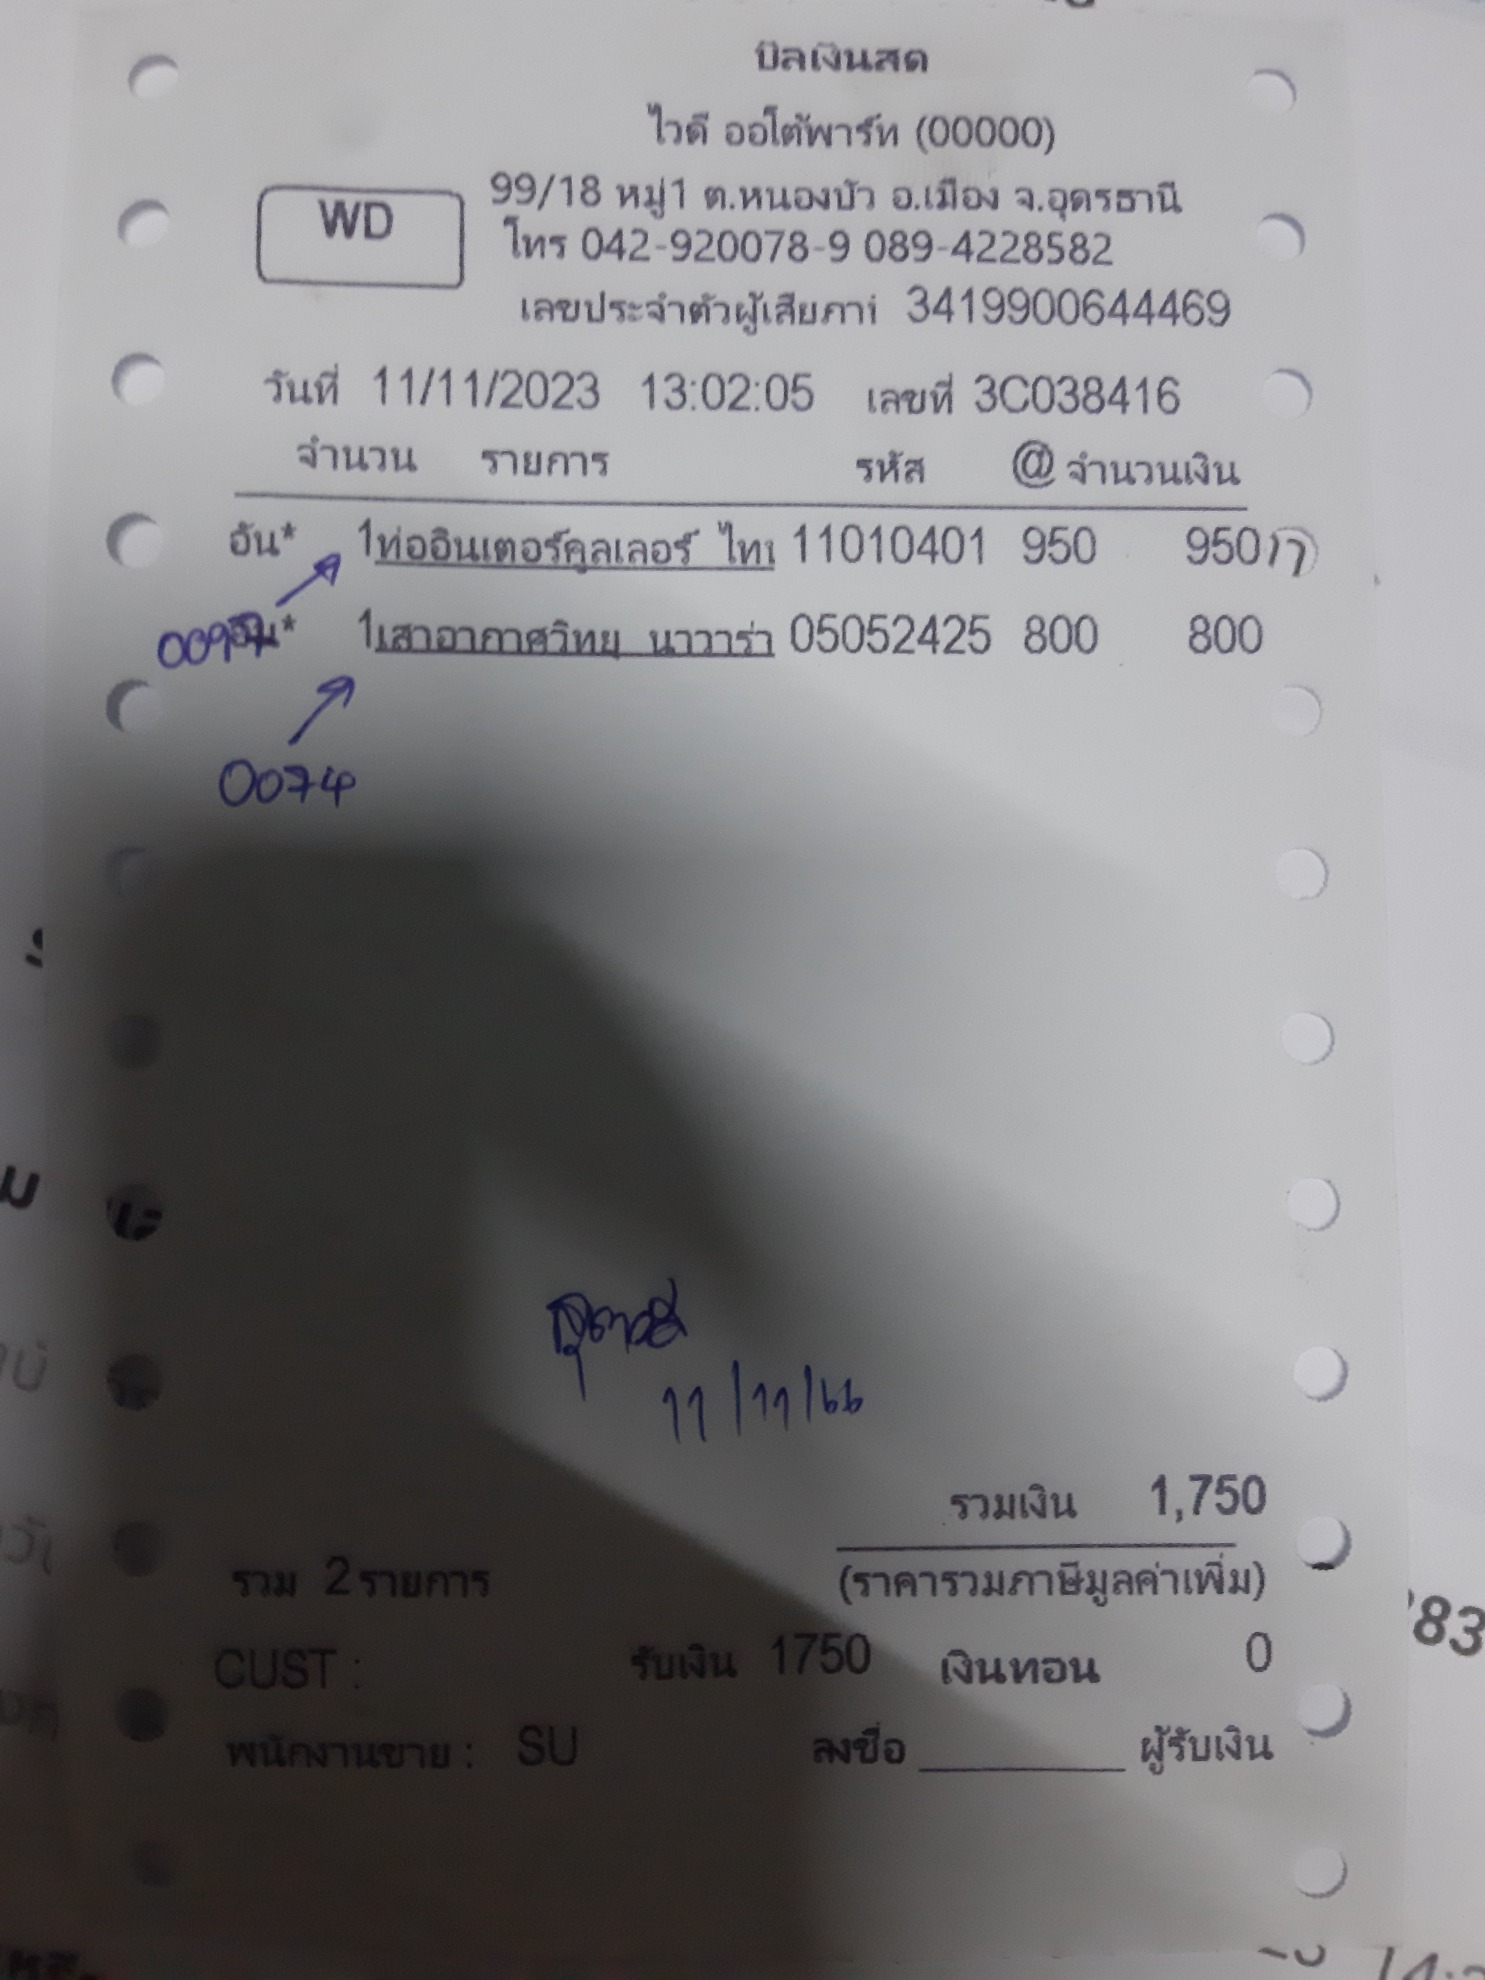 บิลเงินสด
ไวดี ออโต้พาร์ท (00000)
WD
99/18 หมู่1 ต.หนองบัว อ.เมือง จ.อุดรธานี
โทร 042-920078-9 089-4228582
เลขประจำตัวผู้เสียภาษ 3419900644469
วันที่ 11/11/2023 13:02:05 เลขที่ 3C038416
จำนวน รายการ รหัส @ จำนวนเงิน
อัน* 1ท่ออินเตอร์คูลเลอร์ ไท 11010401 950 950
อัน* 1เสาอากาศวิทยุ นาวาร่า 05052425 800 800
0074
11/11/66
รวมเงิน 1,750
รวม 2รายการ (ราคารวมภาษีมูลค่าเพิ่ม)
CUST : รับเงิน 1750 เงินทอน 0
พนักงานขาย : SU ลงชื่อ ________ ผู้รับเงิน